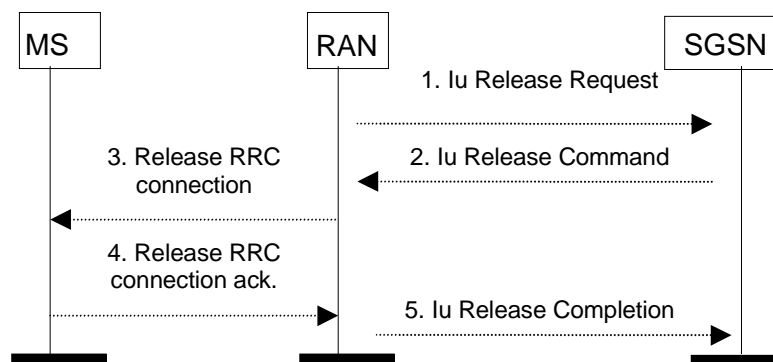 MS
RAN
SGSN
1. Iu Release Request
2. Iu Release Command
3. Release RRC
connection
4. Release RRC
connection ack.
5. Iu Release Completion